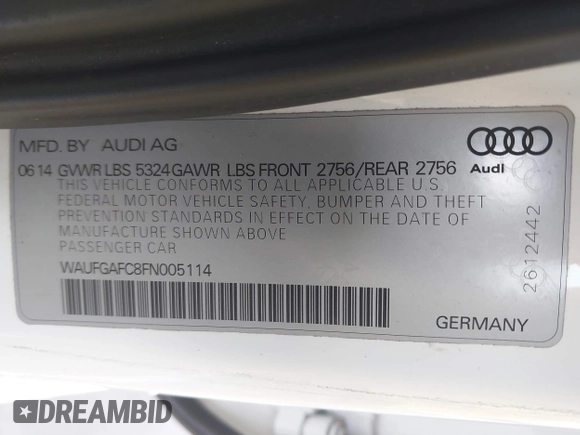 MFD. BY AUDI AG
06 14 GVWR LBS 5324 GAWR LBS FRONT 2756/REAR 2756
Audi
THIS VEHICLE CONFORMS TO ALL APPLICABLE U.S.
FEDERAL MOTOR VEHICLE SAFETY, BUMPER AND THEFT
PREVENTION STANDARDS IN EFFECT ON THE DATE OF
MANUFACTURE SHOWN ABOVE
PASSENGER CAR
WAUFGAFC8FN005114
2612442
GERMANY
DREAMBID